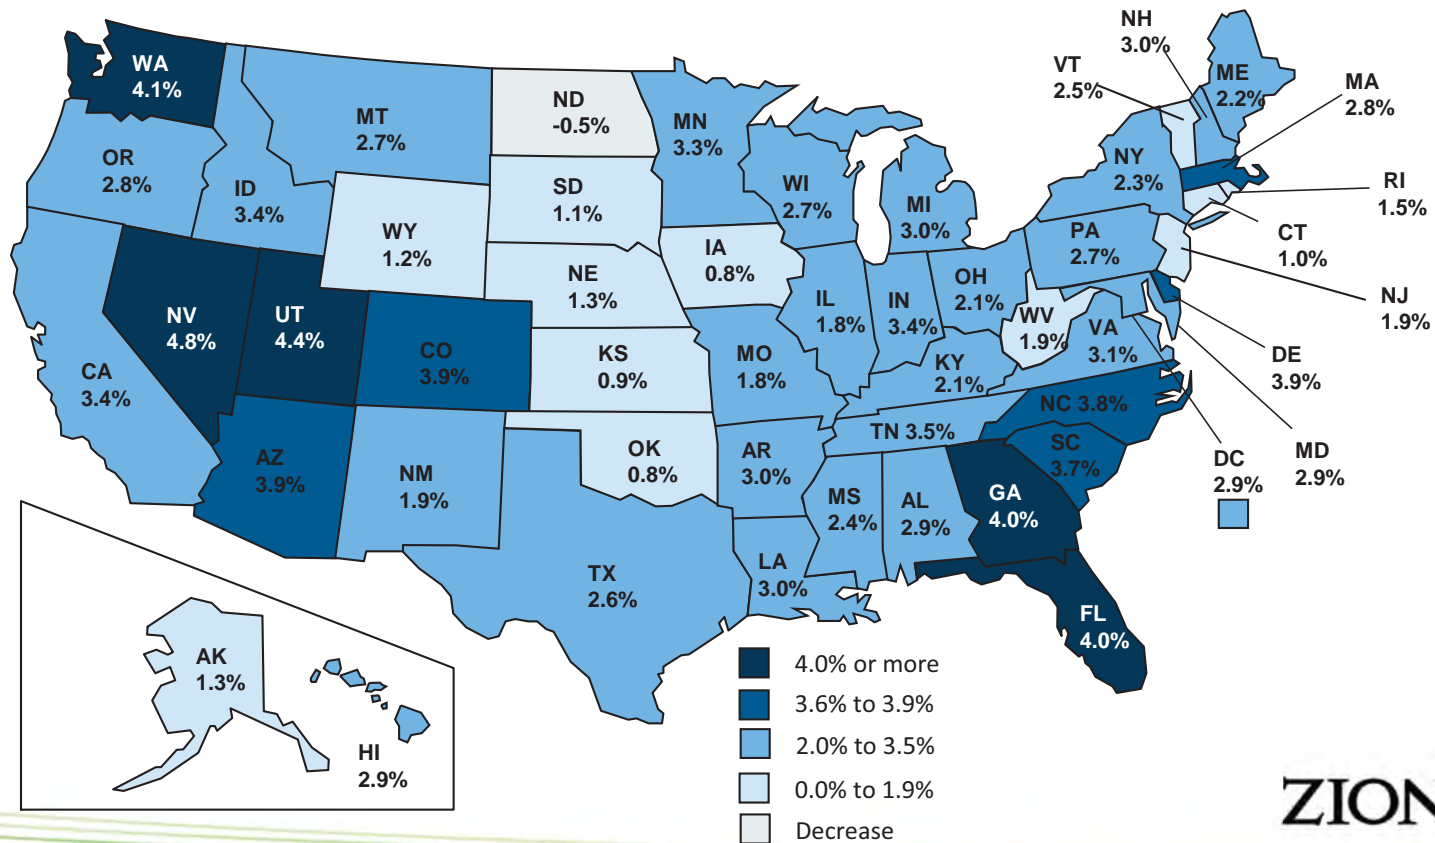 WA
4.1%
OR
2.8%
CA
3.4%
ID
3.4%
NV
4.8%
UT
4.4%
AZ
3.9%
MT
2.7%
WY
1.2%
CO
3.9%
NM
1.9%
ND
-0.5%
SD
1.1%
NE
1.3%
KS
0.9%
OK
0.8%
TX
2.6%
MN
3.3%
IA
0.8%
MO
1.8%
AR
3.0%
LA
3.0%
WI
2.7%
IL
1.8%
MI
3.0%
IN
3.4%
OH
2.1%
KY
2.1%
TN 3.5%
MS
2.4%
AL
2.9%
GA
4.0%
FL
4.0%
SC
3.7%
NC 3.8%
VA
3.1%
WV
1.9%
PA
2.7%
NY
2.3%
VT
2.5%
NH
3.0%
ME
2.2%
MA
2.8%
RI
1.5%
CT
1.0%
NJ
1.9%
DE
3.9%
MD
2.9%
DC
2.9%
AK
1.3%
HI
2.9%
4.0% or more
3.6% to 3.9%
2.0% to 3.5%
0.0% to 1.9%
Decrease
ZION